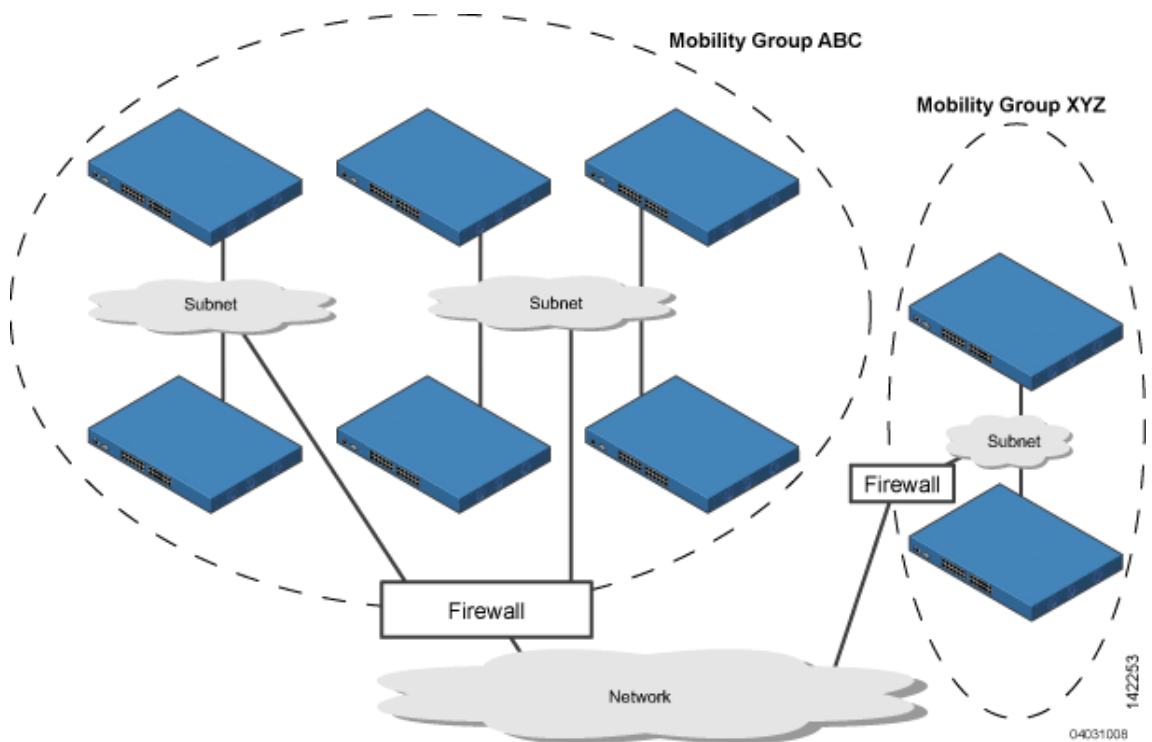 Mobility Group ABC
Mobility Group XYZ
Subnet
Subnet
Subnet
Firewall
Firewall
Network
142253
04031008